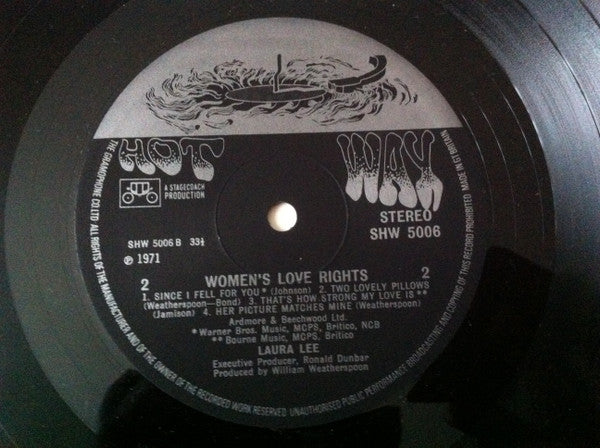 HOT WAX
A STAGECOACH
PRODUCTION
STEREO
SHW 5006
SHW 5006 B 33⅓
℗ 1971
2 WOMEN'S LOVE RIGHTS 2
1. SINCE I FELL FOR YOU * (Johnson) 2. TWO LOVELY PILLOWS
(Weatherspoon-Bond) 3. THAT'S HOW STRONG MY LOVE IS **
(Jamison) 4. HER PICTURE MATCHES MINE (Weatherspoon)
Ardmore & Beechwood Ltd.
* Warner Bros. Music, MCPS, Britico, NCB
** Bourne Music, MCPS, Britico
LAURA LEE
Executive Producer, Ronald Dunbar
Produced by William Weatherspoon
THE GRAMOPHONE CO. LTD. ALL RIGHTS OF THE MANUFACTURER AND OF THE OWNER OF THE RECORDED WORK RESERVED. UNAUTHORISED PUBLIC PERFORMANCE BROADCASTING AND COPYING OF THIS RECORD PROHIBITED. MADE IN GT BRITAIN